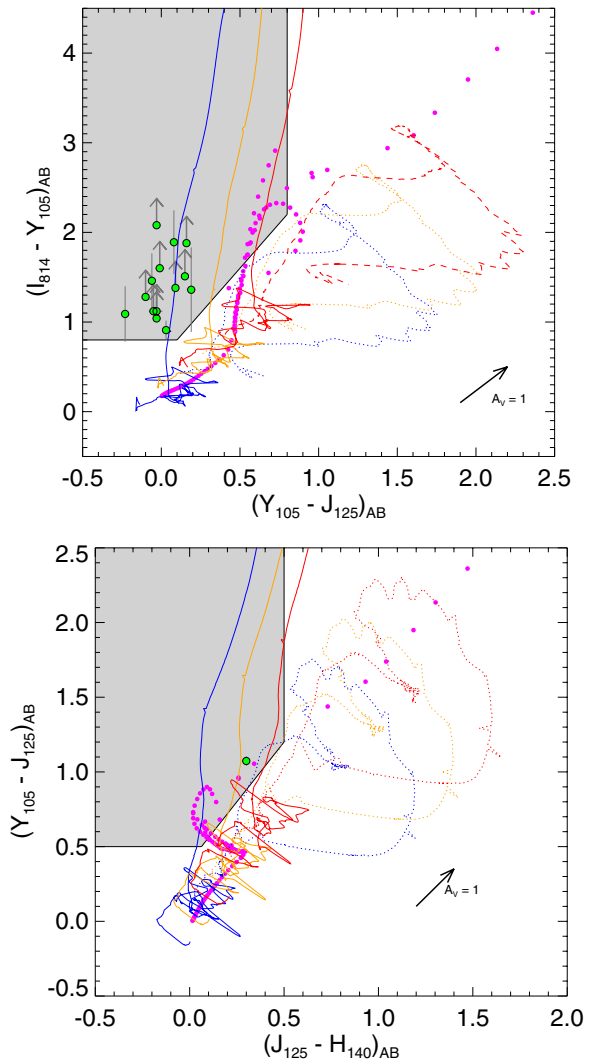 4
3
2
1
0
(I814 - Y105)AB
AV = 1
-0.5 0.0 0.5 1.0 1.5 2.0 2.5
(Y105 - J125)AB
2.5
2.0
1.5
1.0
0.5
0.0
-0.5
(Y105 - J125)AB
AV = 1
-0.5 0.0 0.5 1.0 1.5 2.0
(J125 - H140)AB